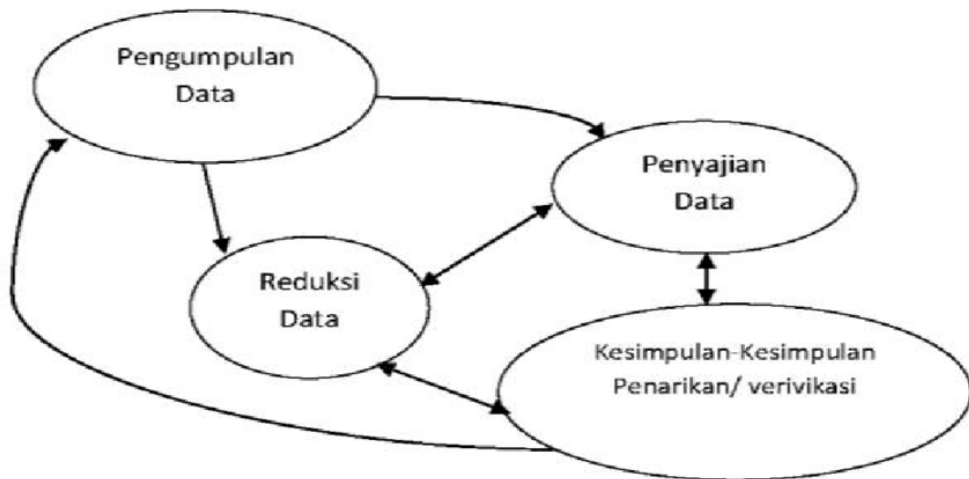 Pengumpulan
Data
Penyajian
Data
Reduksi
Data
Kesimpulan-Kesimpulan
Penarikan/ verivikasi